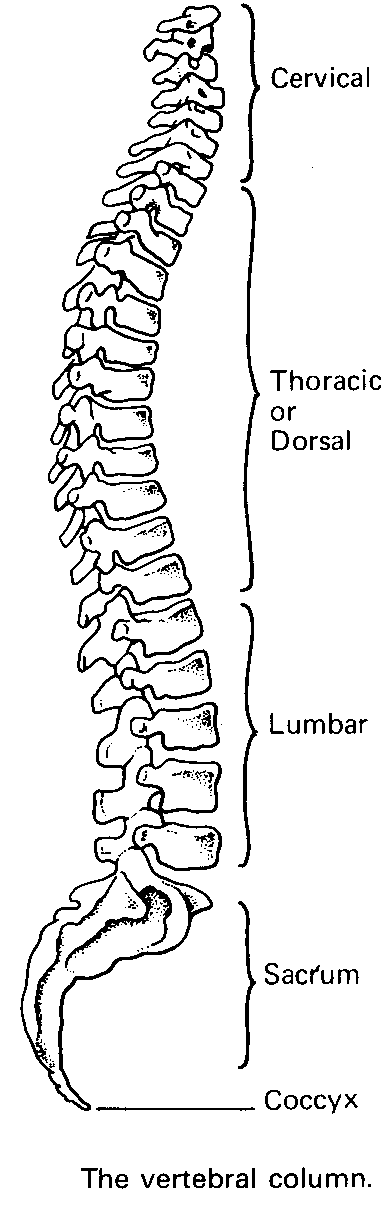 Cervical
Thoracic
or
Dorsal
Lumbar
Sacrum
Coccyx
The vertebral column.